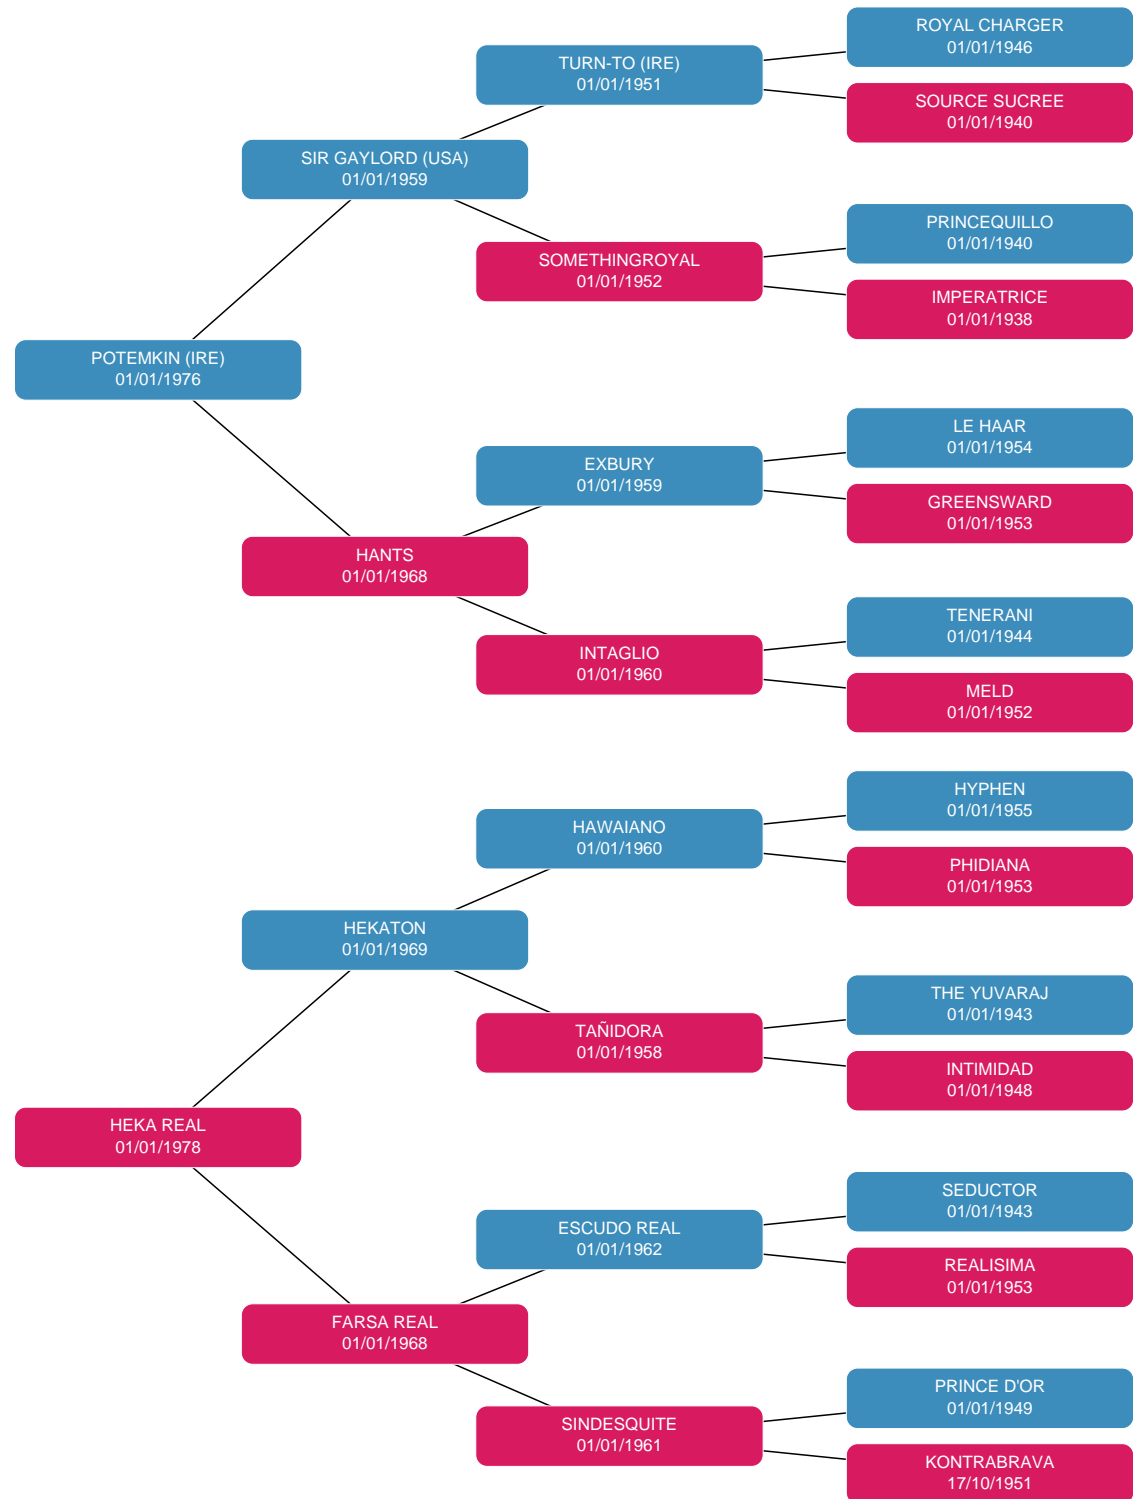 ROYAL CHARGER
01/01/1946
TURN-TO (IRE)
01/01/1951
SOURCE SUCREE
01/01/1940
SIR GAYLORD (USA)
01/01/1959
PRINCEQUILLO
01/01/1940
SOMETHINGROYAL
01/01/1952
IMPERATRICE
01/01/1938
POTEMKIN (IRE)
01/01/1976
LE HAAR
01/01/1954
EXBURY
01/01/1959
GREENSWARD
01/01/1953
HANTS
01/01/1968
TENERANI
01/01/1944
INTAGLIO
01/01/1960
MELD
01/01/1952
HYPHEN
01/01/1955
HAWAIANO
01/01/1960
PHIDIANA
01/01/1953
HEKATON
01/01/1969
THE YUVARAJ
01/01/1943
TAÑIDORA
01/01/1958
INTIMIDAD
01/01/1948
HEKA REAL
01/01/1978
SEDUCTOR
01/01/1943
ESCUDO REAL
01/01/1962
REALISIMA
01/01/1953
FARSA REAL
01/01/1968
PRINCE D'OR
01/01/1949
SINDESQUITE
01/01/1961
KONTRABRAVA
17/10/1951